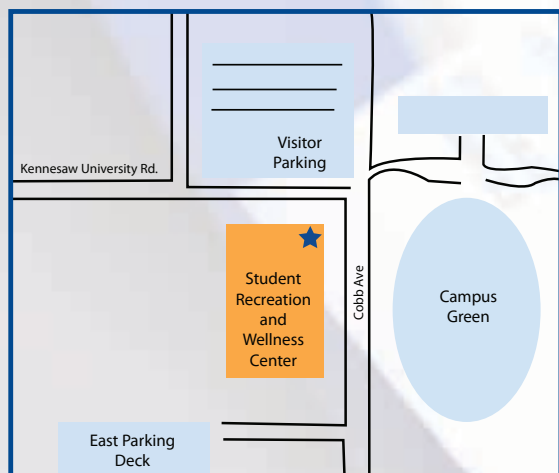 Visitor
Parking
Kennesaw University Rd.
Student
Recreation
and
Wellness
Center
Cobb Ave
Campus
Green
East Parking
Deck